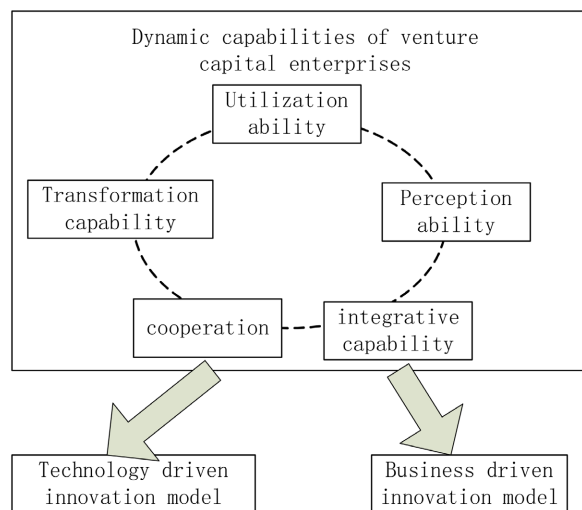 Dynamic capabilities of venture
capital enterprises
Utilization
ability
Transformation
capability
Perception
ability
cooperation
integrative
capability
Technology driven
innovation model
Business driven
innovation model